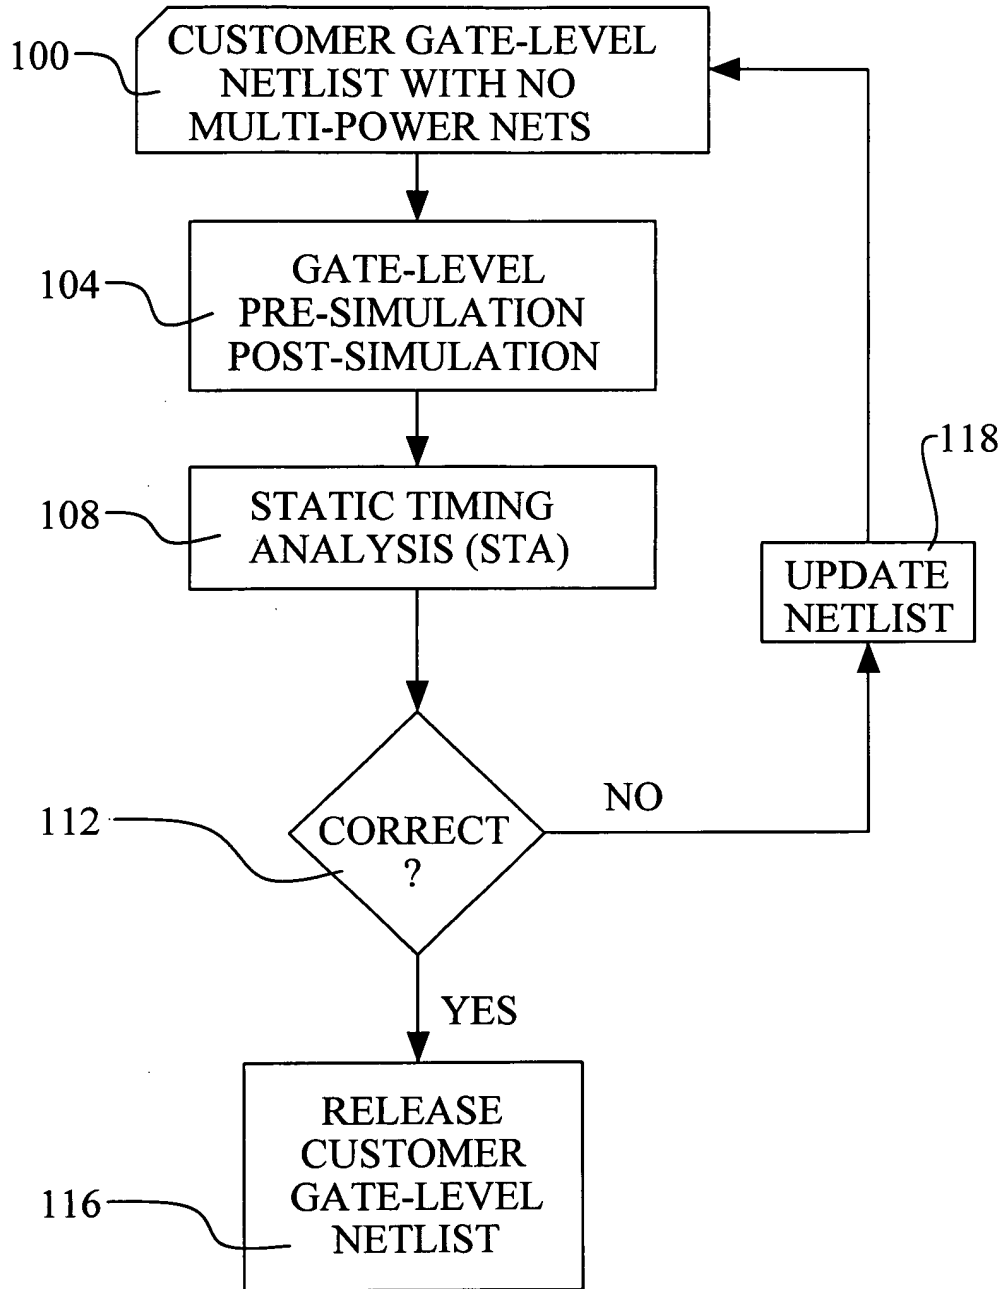 100
CUSTOMER GATE-LEVEL
NETLIST WITH NO
MULTI-POWER NETS
104
GATE-LEVEL
PRE-SIMULATION
POST-SIMULATION
108
STATIC TIMING
ANALYSIS (STA)
118
UPDATE
NETLIST
112
CORRECT
?
NO
YES
116
RELEASE
CUSTOMER
GATE-LEVEL
NETLIST